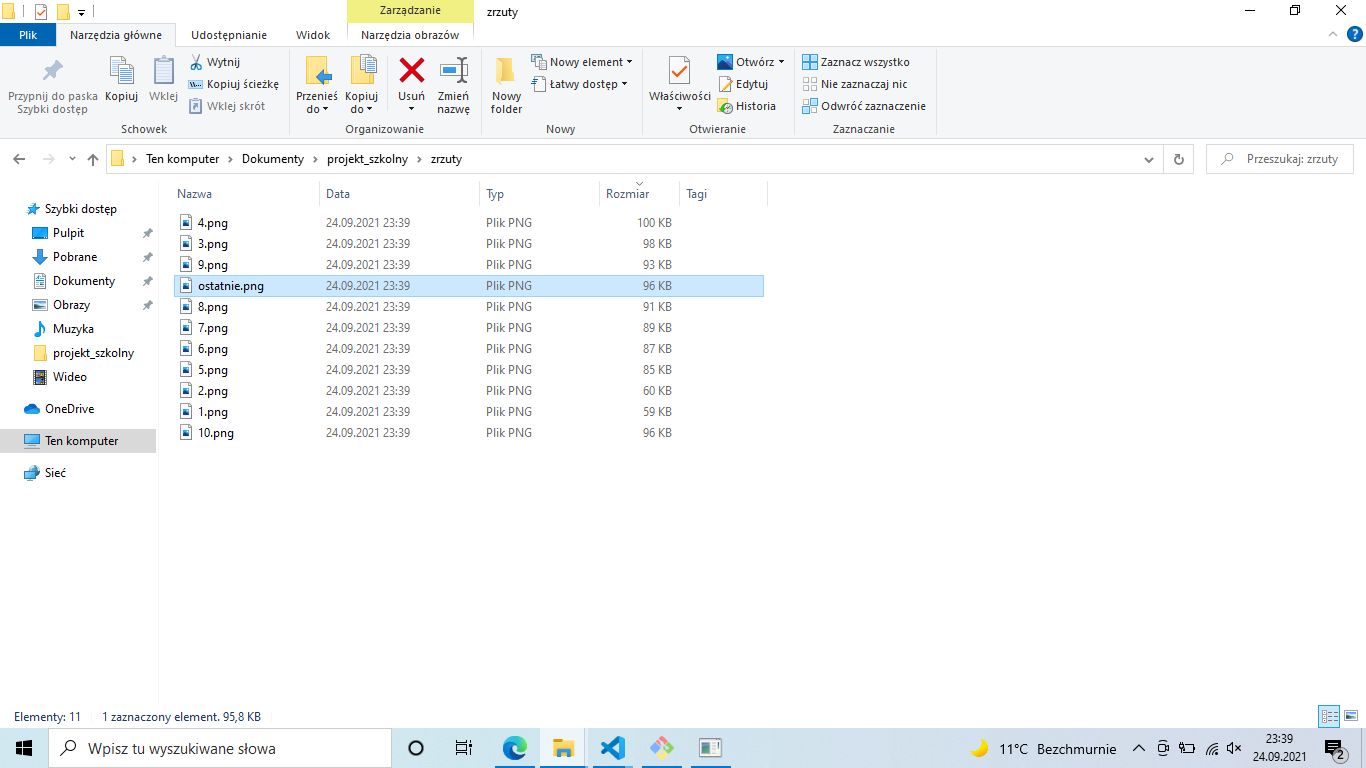 Zarządzanie
zrzuty
Plik
Narzędzia główne
Udostępnianie
Widok
Narzędzia obrazów
?
Przypnij do paska
Szybki dostęp
Kopiuj
Wklej
Wytnij
Kopiuj ścieżkę
Wklej skrót
Schowek
Przenieś
do
Kopiuj
do
Usuń
Zmień
nazwę
Organizowanie
Nowy
folder
Nowy element
Łatwy dostęp
Nowy
Właściwości
Otwórz
Edytuj
Historia
Otwieranie
Zaznacz wszystko
Nie zaznaczaj nic
Odwróć zaznaczenie
Zaznaczanie
Ten komputer
Dokumenty
projekt_szkolny
zrzuty
Przeszukaj: zrzuty
Szybki dostęp
Pulpit
Pobrane
Dokumenty
Obrazy
Muzyka
projekt_szkolny
Wideo
OneDrive
Ten komputer
Sieć
Nazwa Data Typ Rozmiar Tagi
4.png 24.09.2021 23:39 Plik PNG 100 KB
3.png 24.09.2021 23:39 Plik PNG 98 KB
9.png 24.09.2021 23:39 Plik PNG 93 KB
ostatnie.png 24.09.2021 23:39 Plik PNG 96 KB
8.png 24.09.2021 23:39 Plik PNG 91 KB
7.png 24.09.2021 23:39 Plik PNG 89 KB
6.png 24.09.2021 23:39 Plik PNG 87 KB
5.png 24.09.2021 23:39 Plik PNG 85 KB
2.png 24.09.2021 23:39 Plik PNG 60 KB
1.png 24.09.2021 23:39 Plik PNG 59 KB
10.png 24.09.2021 23:39 Plik PNG 96 KB
Elementy: 11 1 zaznaczony element. 95,8 KB
Wpisz tu wyszukiwane słowa
11°C Bezchmurnie
23:39
24.09.2021
2